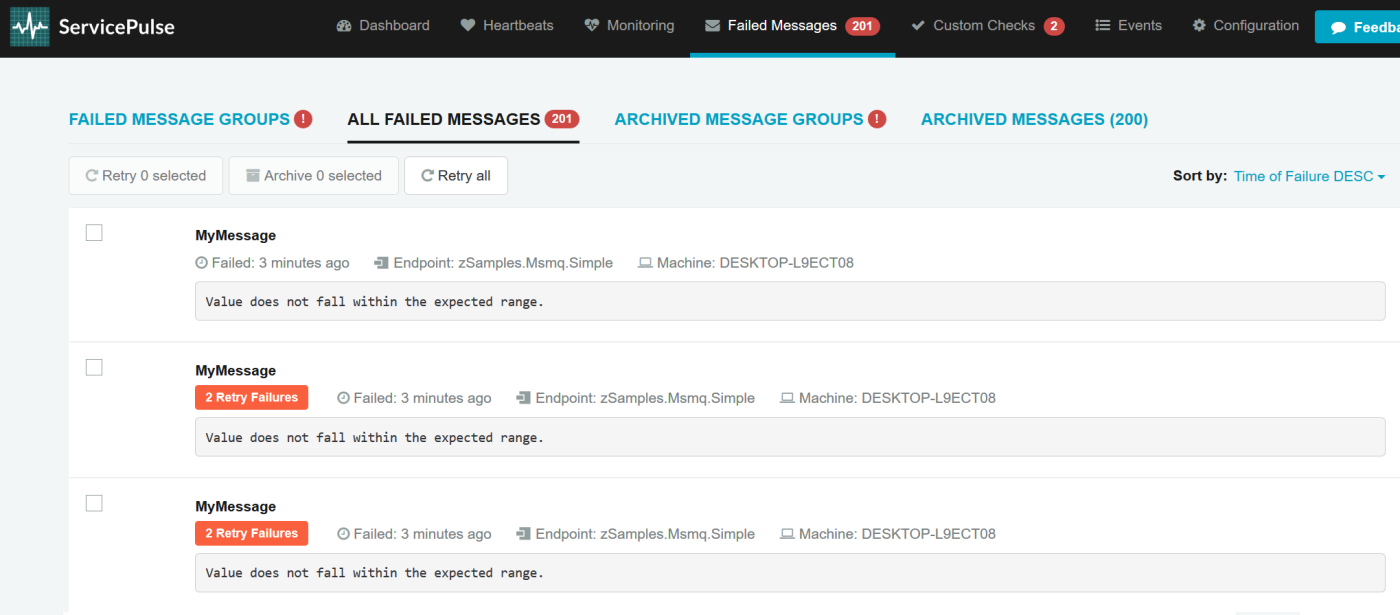 ServicePulse Dashboard Heartbeats Monitoring Failed Messages 201 Custom Checks 2 Events Configuration Feedba
FAILED MESSAGE GROUPS ! ALL FAILED MESSAGES 201 ARCHIVED MESSAGE GROUPS ! ARCHIVED MESSAGES (200)
Retry 0 selected Archive 0 selected Retry all Sort by: Time of Failure DESC
MyMessage
Failed: 3 minutes ago Endpoint: zSamples.Msmq.Simple Machine: DESKTOP-L9ECT08
Value does not fall within the expected range.
MyMessage
2 Retry Failures Failed: 3 minutes ago Endpoint: zSamples.Msmq.Simple Machine: DESKTOP-L9ECT08
Value does not fall within the expected range.
MyMessage
2 Retry Failures Failed: 3 minutes ago Endpoint: zSamples.Msmq.Simple Machine: DESKTOP-L9ECT08
Value does not fall within the expected range.